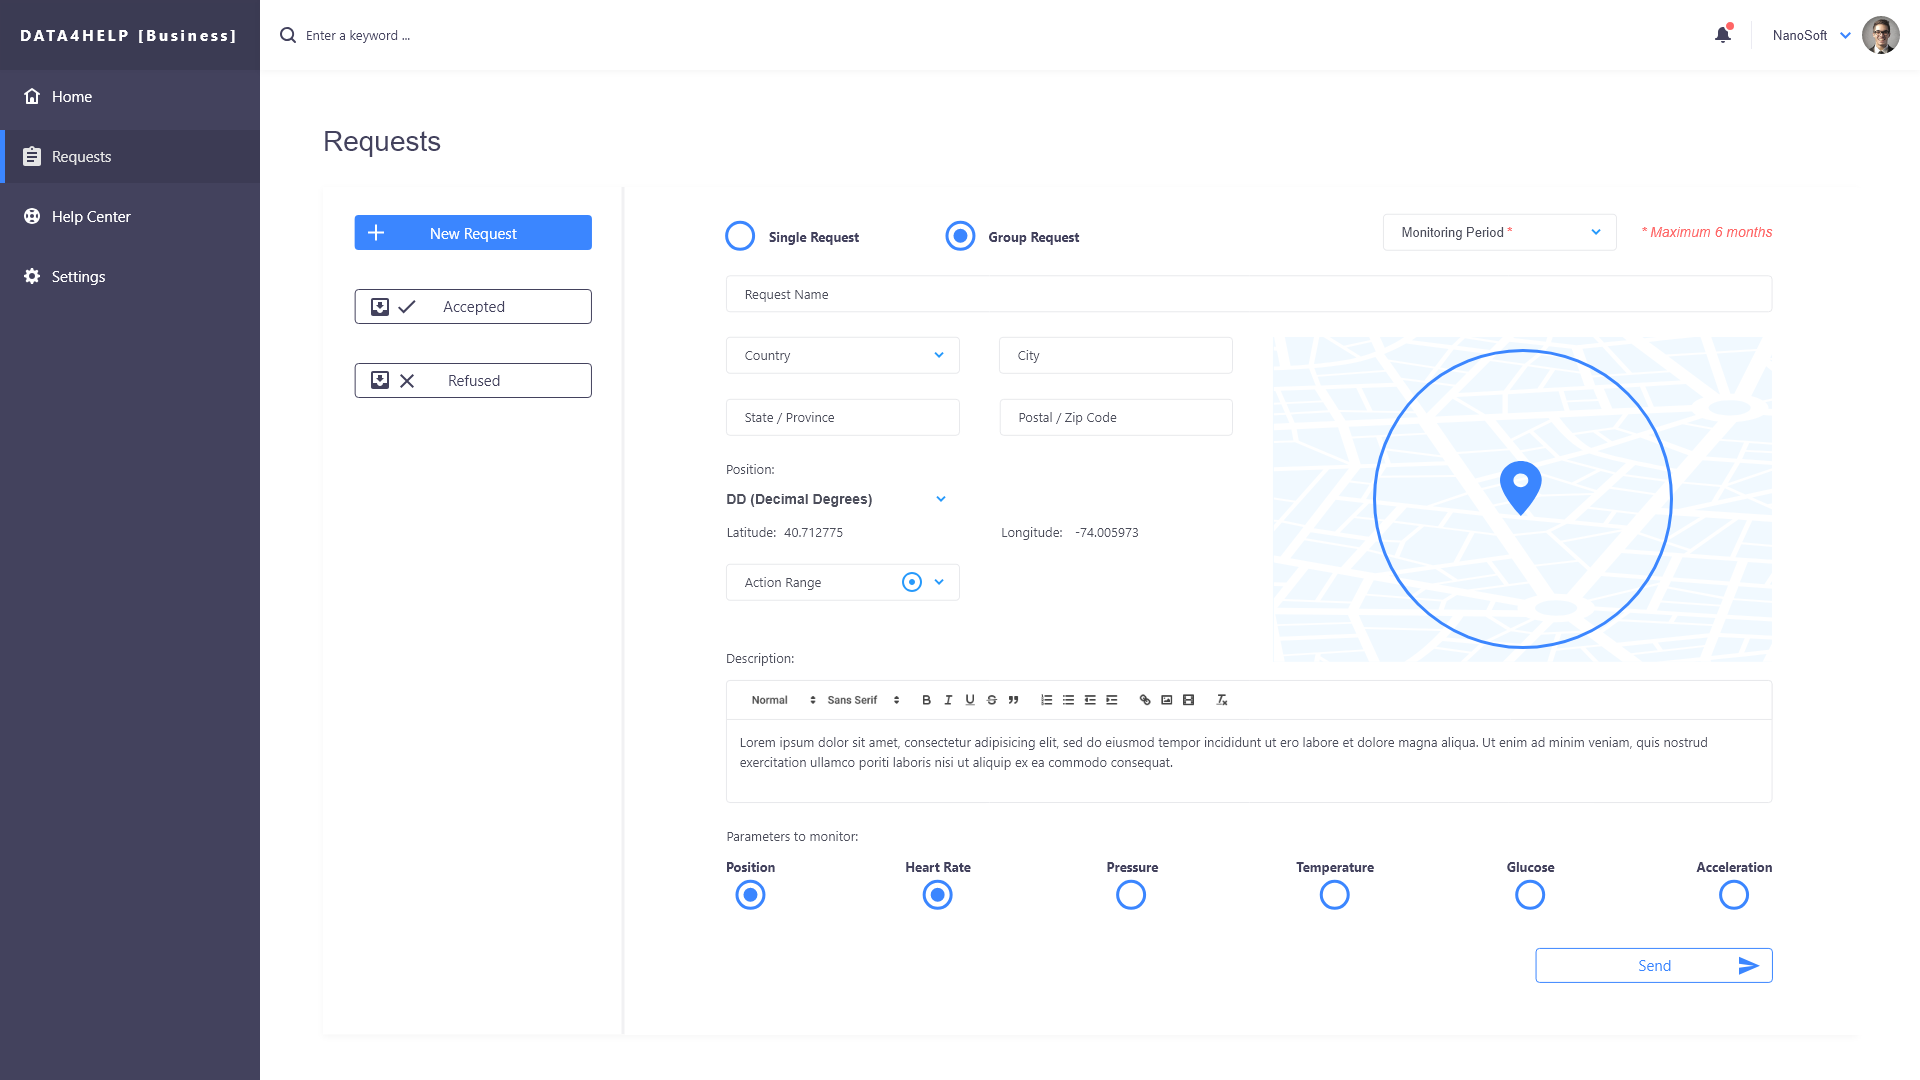 DATA4HELP [Business]
Enter a keyword ...
NanoSoft
Home
Requests
Help Center
Settings
Requests
New Request
Accepted
Refused
Single Request
Group Request
Monitoring Period *
* Maximum 6 months
Request Name
Country
City
State / Province
Postal / Zip Code
Position:
DD (Decimal Degrees)
Latitude: 40.712775
Longitude: -74.005973
Action Range
Description:
Normal Sans Serif B I U S
Lorem ipsum dolor sit amet, consectetur adipisicing elit, sed do eiusmod tempor incididunt ut ero labore et dolore magna aliqua. Ut enim ad minim veniam, quis nostrud
exercitation ullamco poriti laboris nisi ut aliquip ex ea commodo consequat.
Parameters to monitor:
Position Heart Rate Pressure Temperature Glucose Acceleration
Send